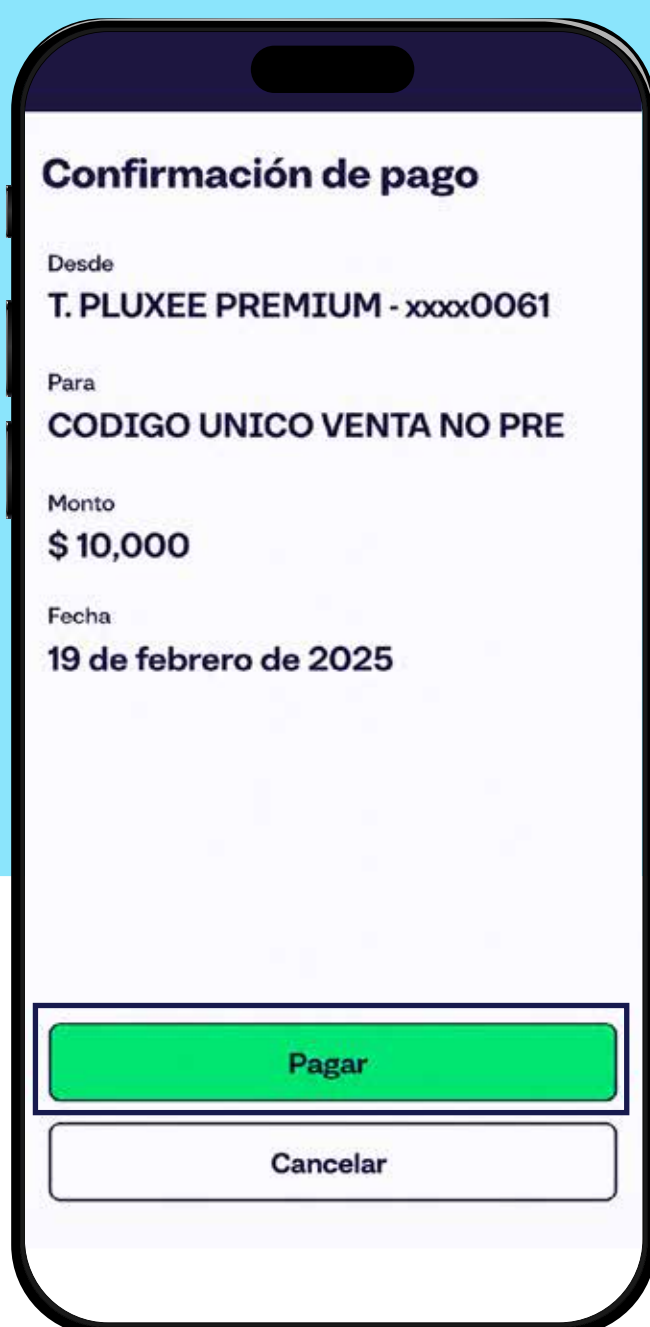 Confirmación de pago
Desde
T. PLUXEE PREMIUM - xxxx0061
Para
CODIGO UNICO VENTA NO PRE
Monto
$ 10,000
Fecha
19 de febrero de 2025
Pagar
Cancelar